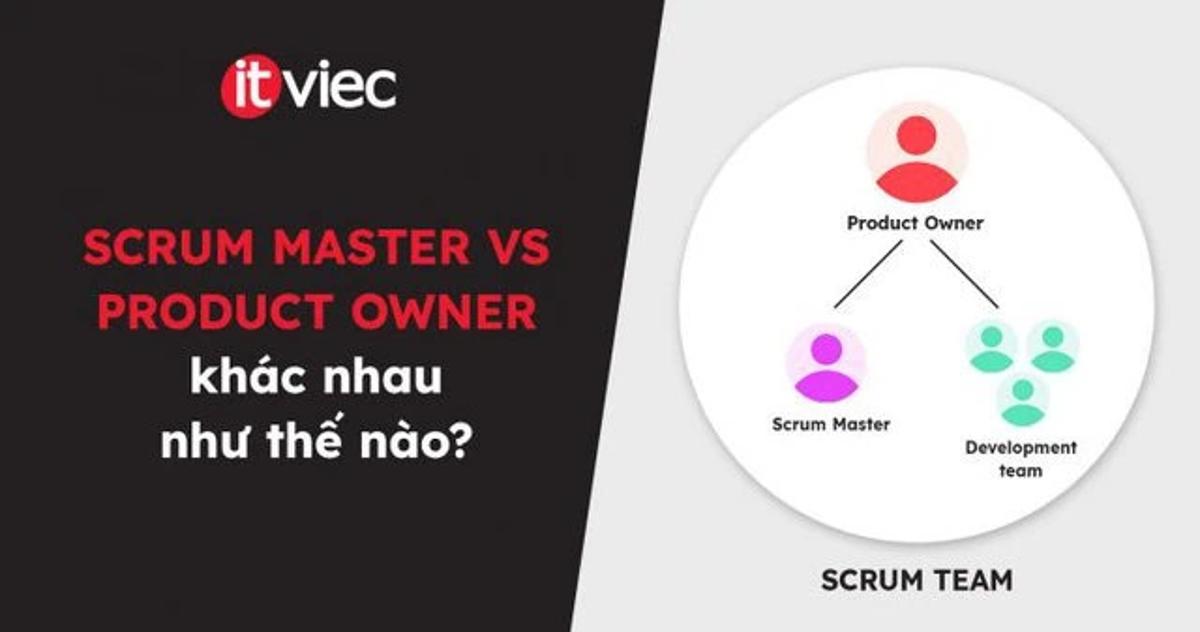 itviec
SCRUM MASTER VS
PRODUCT OWNER
khác nhau
như thế nào?
Product Owner
Scrum Master
Development
team
SCRUM TEAM